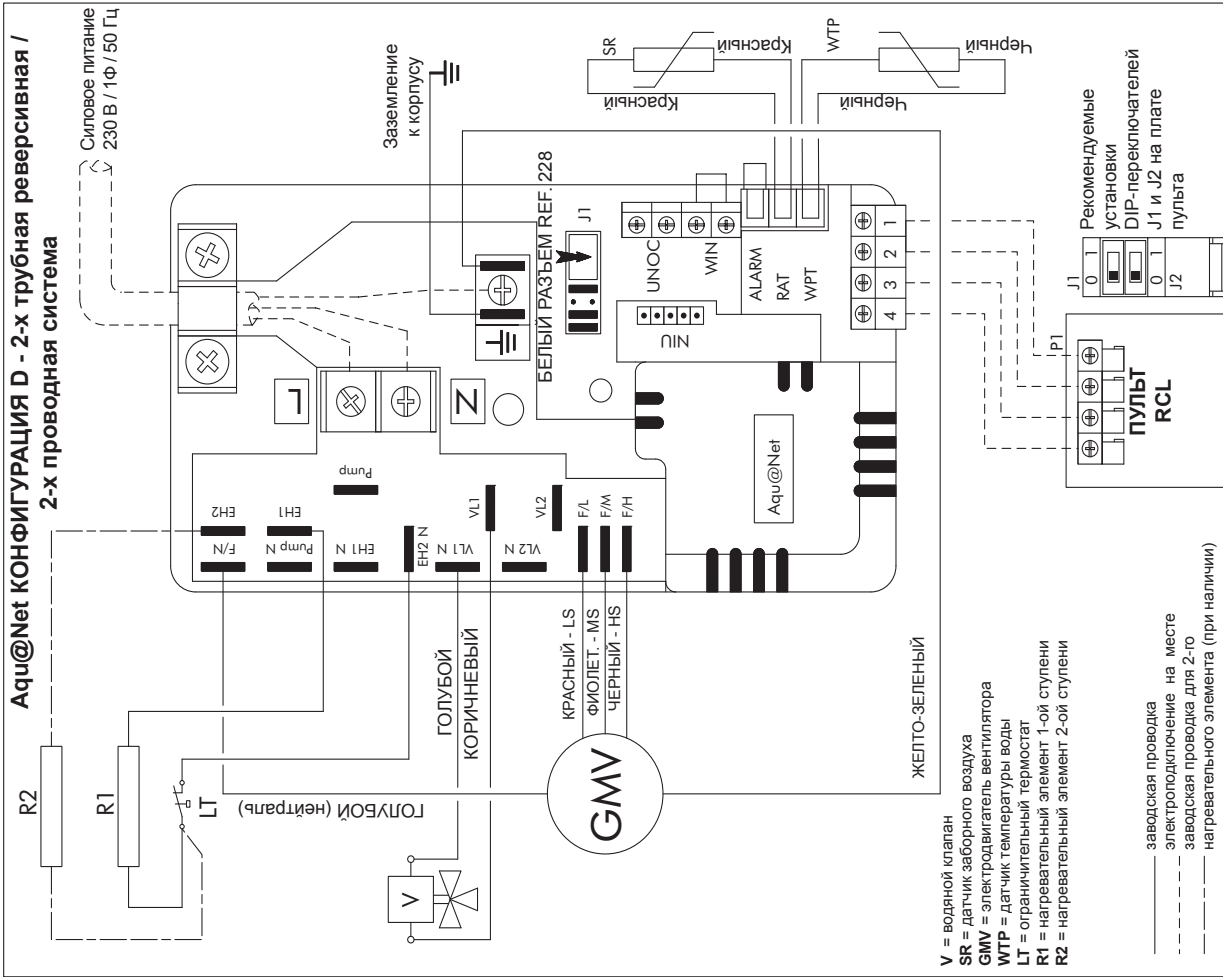 Aqu@Net КОНФИГУРАЦИЯ D - 2-х трубная реверсивная /
2-х проводная система
Силовое питание
230 В / 1Ф / 50 Гц
R2
R1
LT
ГОЛУБОЙ (нейтраль)
V
ГОЛУБОЙ
КОРИЧНЕВЫЙ
GMV
КРАСНЫЙ - LS
ФИОЛЕТ. - MS
ЧЕРНЫЙ - HS
ЖЕЛТО-ЗЕЛЕНЫЙ
EH2
EH1
Pump
VL1
VL2
F/N
Pump N
EH1 N
EH2 N
VL1 N
VL2 N
F/L
F/M
F/H
L
N
Заземление
к корпусу
БЕЛЫЙ РАЗЪЕМ REF. 228
J1
UNOC
WIN
NIU
ALARM
RAT
WPT
Aqu@Net
4
3
2
1
SR
Красный
Красный
WTP
Черный
Черный
P1
ПУЛЬТ
RCL
J1
0 1
0 1
J2
Рекомендуемые
установки
DIP-переключателей
J1 и J2 на плате
пульта
V = водяной клапан
SR = датчик заборного воздуха
GMV = электродвигатель вентилятора
WTP = датчик температуры воды
LT = ограничительный термостат
R1 = нагревательный элемент 1-ой ступени
R2 = нагревательный элемент 2-ой ступени
заводская проводка
электроподключение на месте
заводская проводка для 2-го
нагревательного элемента (при наличии)